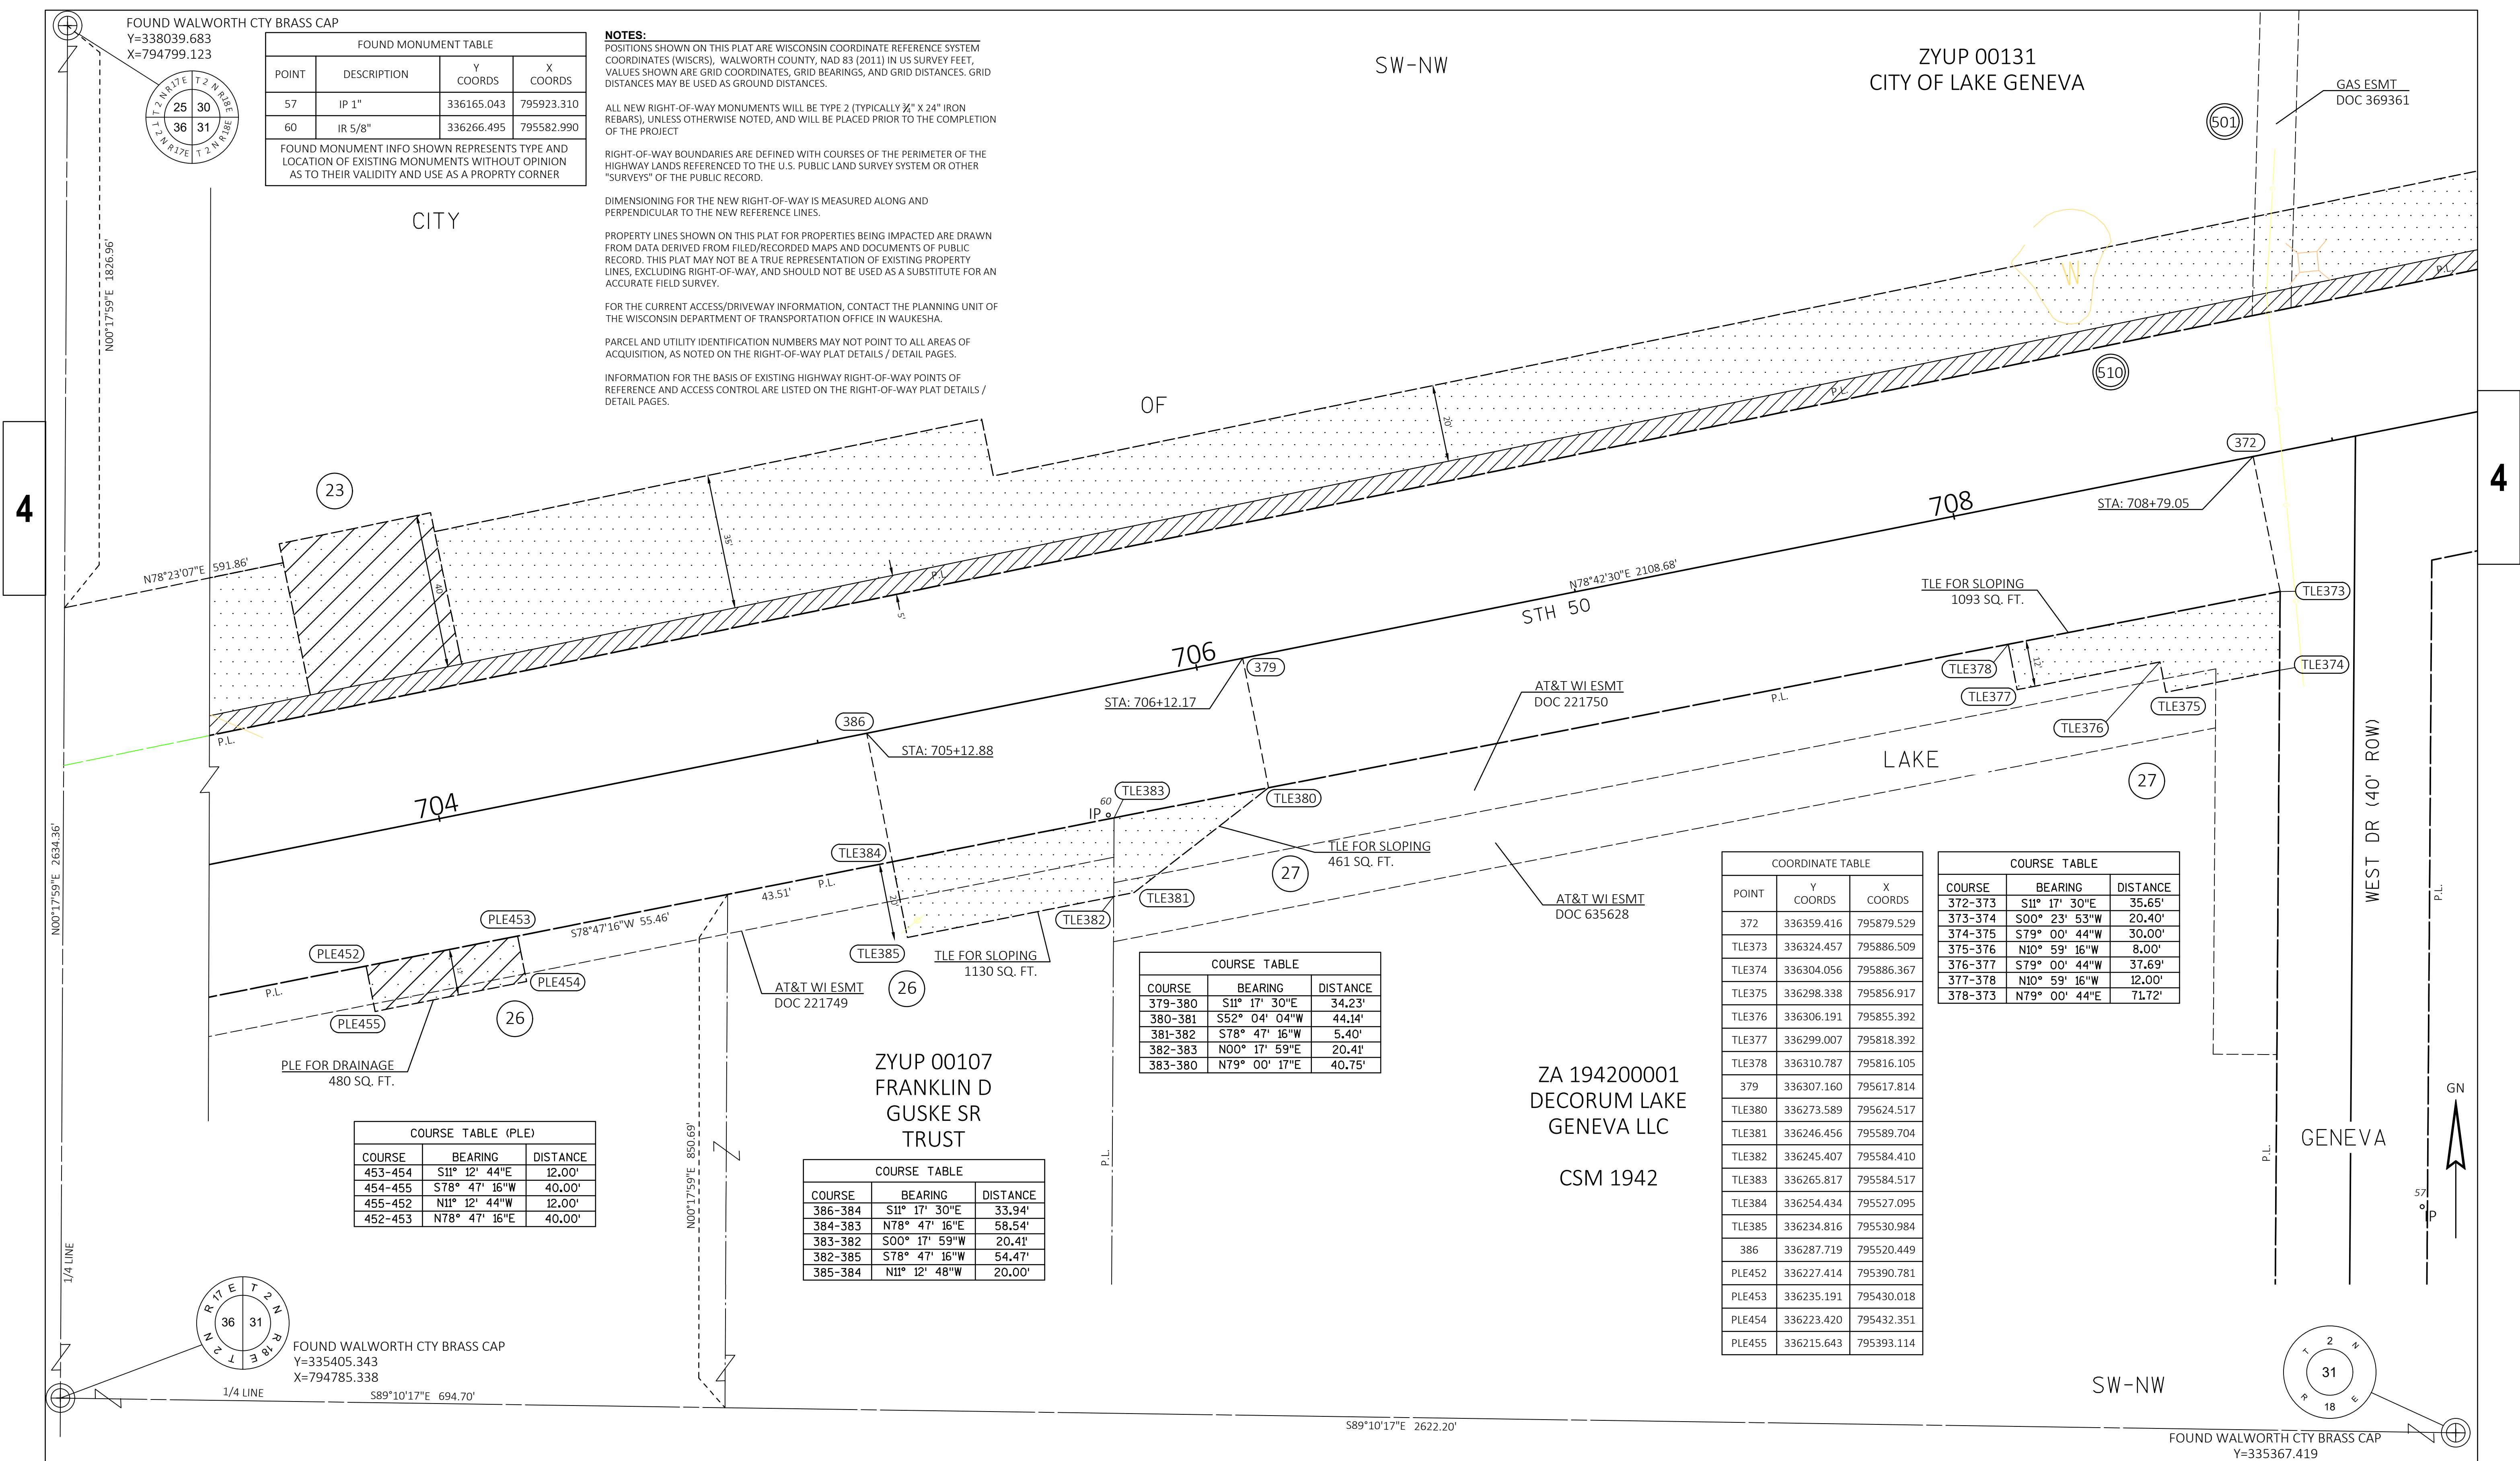 FOUND WALWORTH CTY BRASS CAP
Y=338039.683
X=794799.123
T 2 N R17E
T 2 N R18E
25 30
36 31
T 2 N R17E
T 2 N R18E
FOUND MONUMENT TABLE
POINT DESCRIPTION Y COORDS X COORDS
57 IP 1" 336165.043 795923.310
60 IR 5/8" 336266.495 795582.990
FOUND MONUMENT INFO SHOWN REPRESENTS TYPE AND
LOCATION OF EXISTING MONUMENTS WITHOUT OPINION
AS TO THEIR VALIDITY AND USE AS A PROPRTY CORNER
NOTES:
POSITIONS SHOWN ON THIS PLAT ARE WISCONSIN COORDINATE REFERENCE SYSTEM
COORDINATES (WISCRS), WALWORTH COUNTY, NAD 83 (2011) IN US SURVEY FEET,
VALUES SHOWN ARE GRID COORDINATES, GRID BEARINGS, AND GRID DISTANCES. GRID
DISTANCES MAY BE USED AS GROUND DISTANCES.
ALL NEW RIGHT-OF-WAY MONUMENTS WILL BE TYPE 2 (TYPICALLY ¾" X 24" IRON
REBARS), UNLESS OTHERWISE NOTED, AND WILL BE PLACED PRIOR TO THE COMPLETION
OF THE PROJECT
RIGHT-OF-WAY BOUNDARIES ARE DEFINED WITH COURSES OF THE PERIMETER OF THE
HIGHWAY LANDS REFERENCED TO THE U.S. PUBLIC LAND SURVEY SYSTEM OR OTHER
"SURVEYS" OF THE PUBLIC RECORD.
DIMENSIONING FOR THE NEW RIGHT-OF-WAY IS MEASURED ALONG AND
PERPENDICULAR TO THE NEW REFERENCE LINES.
PROPERTY LINES SHOWN ON THIS PLAT FOR PROPERTIES BEING IMPACTED ARE DRAWN
FROM DATA DERIVED FROM FILED/RECORDED MAPS AND DOCUMENTS OF PUBLIC
RECORD. THIS PLAT MAY NOT BE A TRUE REPRESENTATION OF EXISTING PROPERTY
LINES, EXCLUDING RIGHT-OF-WAY, AND SHOULD NOT BE USED AS A SUBSTITUTE FOR AN
ACCURATE FIELD SURVEY.
FOR THE CURRENT ACCESS/DRIVEWAY INFORMATION, CONTACT THE PLANNING UNIT OF
THE WISCONSIN DEPARTMENT OF TRANSPORTATION OFFICE IN WAUKESHA.
PARCEL AND UTILITY IDENTIFICATION NUMBERS MAY NOT POINT TO ALL AREAS OF
ACQUISITION, AS NOTED ON THE RIGHT-OF-WAY PLAT DETAILS / DETAIL PAGES.
INFORMATION FOR THE BASIS OF EXISTING HIGHWAY RIGHT-OF-WAY POINTS OF
REFERENCE AND ACCESS CONTROL ARE LISTED ON THE RIGHT-OF-WAY PLAT DETAILS /
DETAIL PAGES.
SW-NW
ZYUP 00131
CITY OF LAKE GENEVA
GAS ESMT
DOC 369361
501
CITY
N00°17'59"E 1826.96'
W
P.L.
510
OF
P.L.
20'
4
4
23
372
708
STA: 708+79.05
N78°23'07"E 591.86'
40'
35'
P.L.
5'
N78°42'30"E 2108.68'
STH 50
TLE FOR SLOPING
1093 SQ. FT.
TLE373
706
379
TLE378
12'
TLE374
TLE377
TLE375
TLE376
STA: 706+12.17
AT&T WI ESMT
DOC 221750
P.L.
386
STA: 705+12.88
P.L.
LAKE
27
WEST DR (40' ROW)
704
60
IP
TLE383
TLE380
TLE384
TLE FOR SLOPING
461 SQ. FT.
27
N00°17'59"E 2634.36'
43.51'
P.L.
20'
TLE381
TLE382
AT&T WI ESMT
DOC 635628
P.L.
PLE453
S78°47'16"W 55.46'
PLE452
12'
PLE454
TLE385
TLE FOR SLOPING
1130 SQ. FT.
P.L.
AT&T WI ESMT
DOC 221749
26
PLE455
26
PLE FOR DRAINAGE
480 SQ. FT.
ZYUP 00107
FRANKLIN D
GUSKE SR
TRUST
COURSE TABLE
COURSE BEARING DISTANCE
379-380 S11° 17' 30"E 34.23'
380-381 S52° 04' 04"W 44.14'
381-382 S78° 47' 16"W 5.40'
382-383 N00° 17' 59"E 20.41'
383-380 N79° 00' 17"E 40.75'
ZA 194200001
DECORUM LAKE
GENEVA LLC
CSM 1942
COORDINATE TABLE
POINT Y COORDS X COORDS
372 336359.416 795879.529
TLE373 336324.457 795886.509
TLE374 336304.056 795886.367
TLE375 336298.338 795856.917
TLE376 336306.191 795855.392
TLE377 336299.007 795818.392
TLE378 336310.787 795816.105
379 336307.160 795617.814
TLE380 336273.589 795624.517
TLE381 336246.456 795589.704
TLE382 336245.407 795584.410
TLE383 336265.817 795584.517
TLE384 336254.434 795527.095
TLE385 336234.816 795530.984
386 336287.719 795520.449
PLE452 336227.414 795390.781
PLE453 336235.191 795430.018
PLE454 336223.420 795432.351
PLE455 336215.643 795393.114
COURSE TABLE
COURSE BEARING DISTANCE
372-373 S11° 17' 30"E 35.65'
373-374 S00° 23' 53"W 20.40'
374-375 S79° 00' 44"W 30.00'
375-376 N10° 59' 16"W 8.00'
376-377 S79° 00' 44"W 37.69'
377-378 N10° 59' 16"W 12.00'
378-373 N79° 00' 44"E 71.72'
GN
GENEVA
P.L.
57
IP
COURSE TABLE (PLE)
COURSE BEARING DISTANCE
453-454 S11° 12' 44"E 12.00'
454-455 S78° 47' 16"W 40.00'
455-452 N11° 12' 44"W 12.00'
452-453 N78° 47' 16"E 40.00'
N00°17'59"E 850.69'
P.L.
COURSE TABLE
COURSE BEARING DISTANCE
386-384 S11° 17' 30"E 33.94'
384-383 N78° 47' 16"E 58.54'
383-382 S00° 17' 59"W 20.41'
382-385 S78° 47' 16"W 54.47'
385-384 N11° 12' 48"W 20.00'
1/4 LINE
R 17 E T 2 N
36 31
N 2 T E 18 R
FOUND WALWORTH CTY BRASS CAP
Y=335405.343
X=794785.338
1/4 LINE
S89°10'17"E 694.70'
S89°10'17"E 2622.20'
SW-NW
T 2 N
31
R 18 E
FOUND WALWORTH CTY BRASS CAP
Y=335367.419